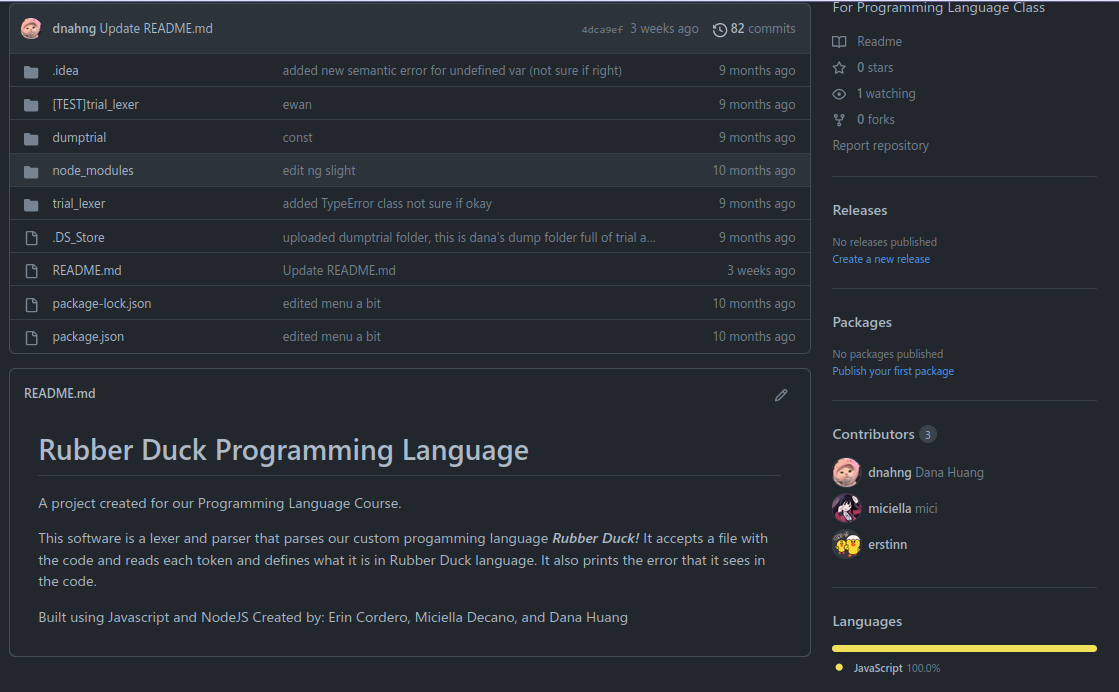 For Programming Language Class
dnahng Update README.md 4dca9ef 3 weeks ago 82 commits
.idea added new semantic error for undefined var (not sure if right) 9 months ago
[TEST]trial_lexer ewan 9 months ago
dumptrial const 9 months ago
node_modules edit ng slight 10 months ago
trial_lexer added TypeError class not sure if okay 9 months ago
.DS_Store uploaded dumptrial folder, this is dana's dump folder full of trial a... 9 months ago
README.md Update README.md 3 weeks ago
package-lock.json edited menu a bit 10 months ago
package.json edited menu a bit 10 months ago
README.md
Rubber Duck Programming Language
A project created for our Programming Language Course.
This software is a lexer and parser that parses our custom progamming language Rubber Duck! It accepts a file with
the code and reads each token and defines what it is in Rubber Duck language. It also prints the error that it sees in
the code.
Built using Javascript and NodeJS Created by: Erin Cordero, Miciella Decano, and Dana Huang
Readme
0 stars
1 watching
0 forks
Report repository
Releases
No releases published
Create a new release
Packages
No packages published
Publish your first package
Contributors 3
dnahng Dana Huang
miciella mici
erstinn
Languages
JavaScript 100.0%